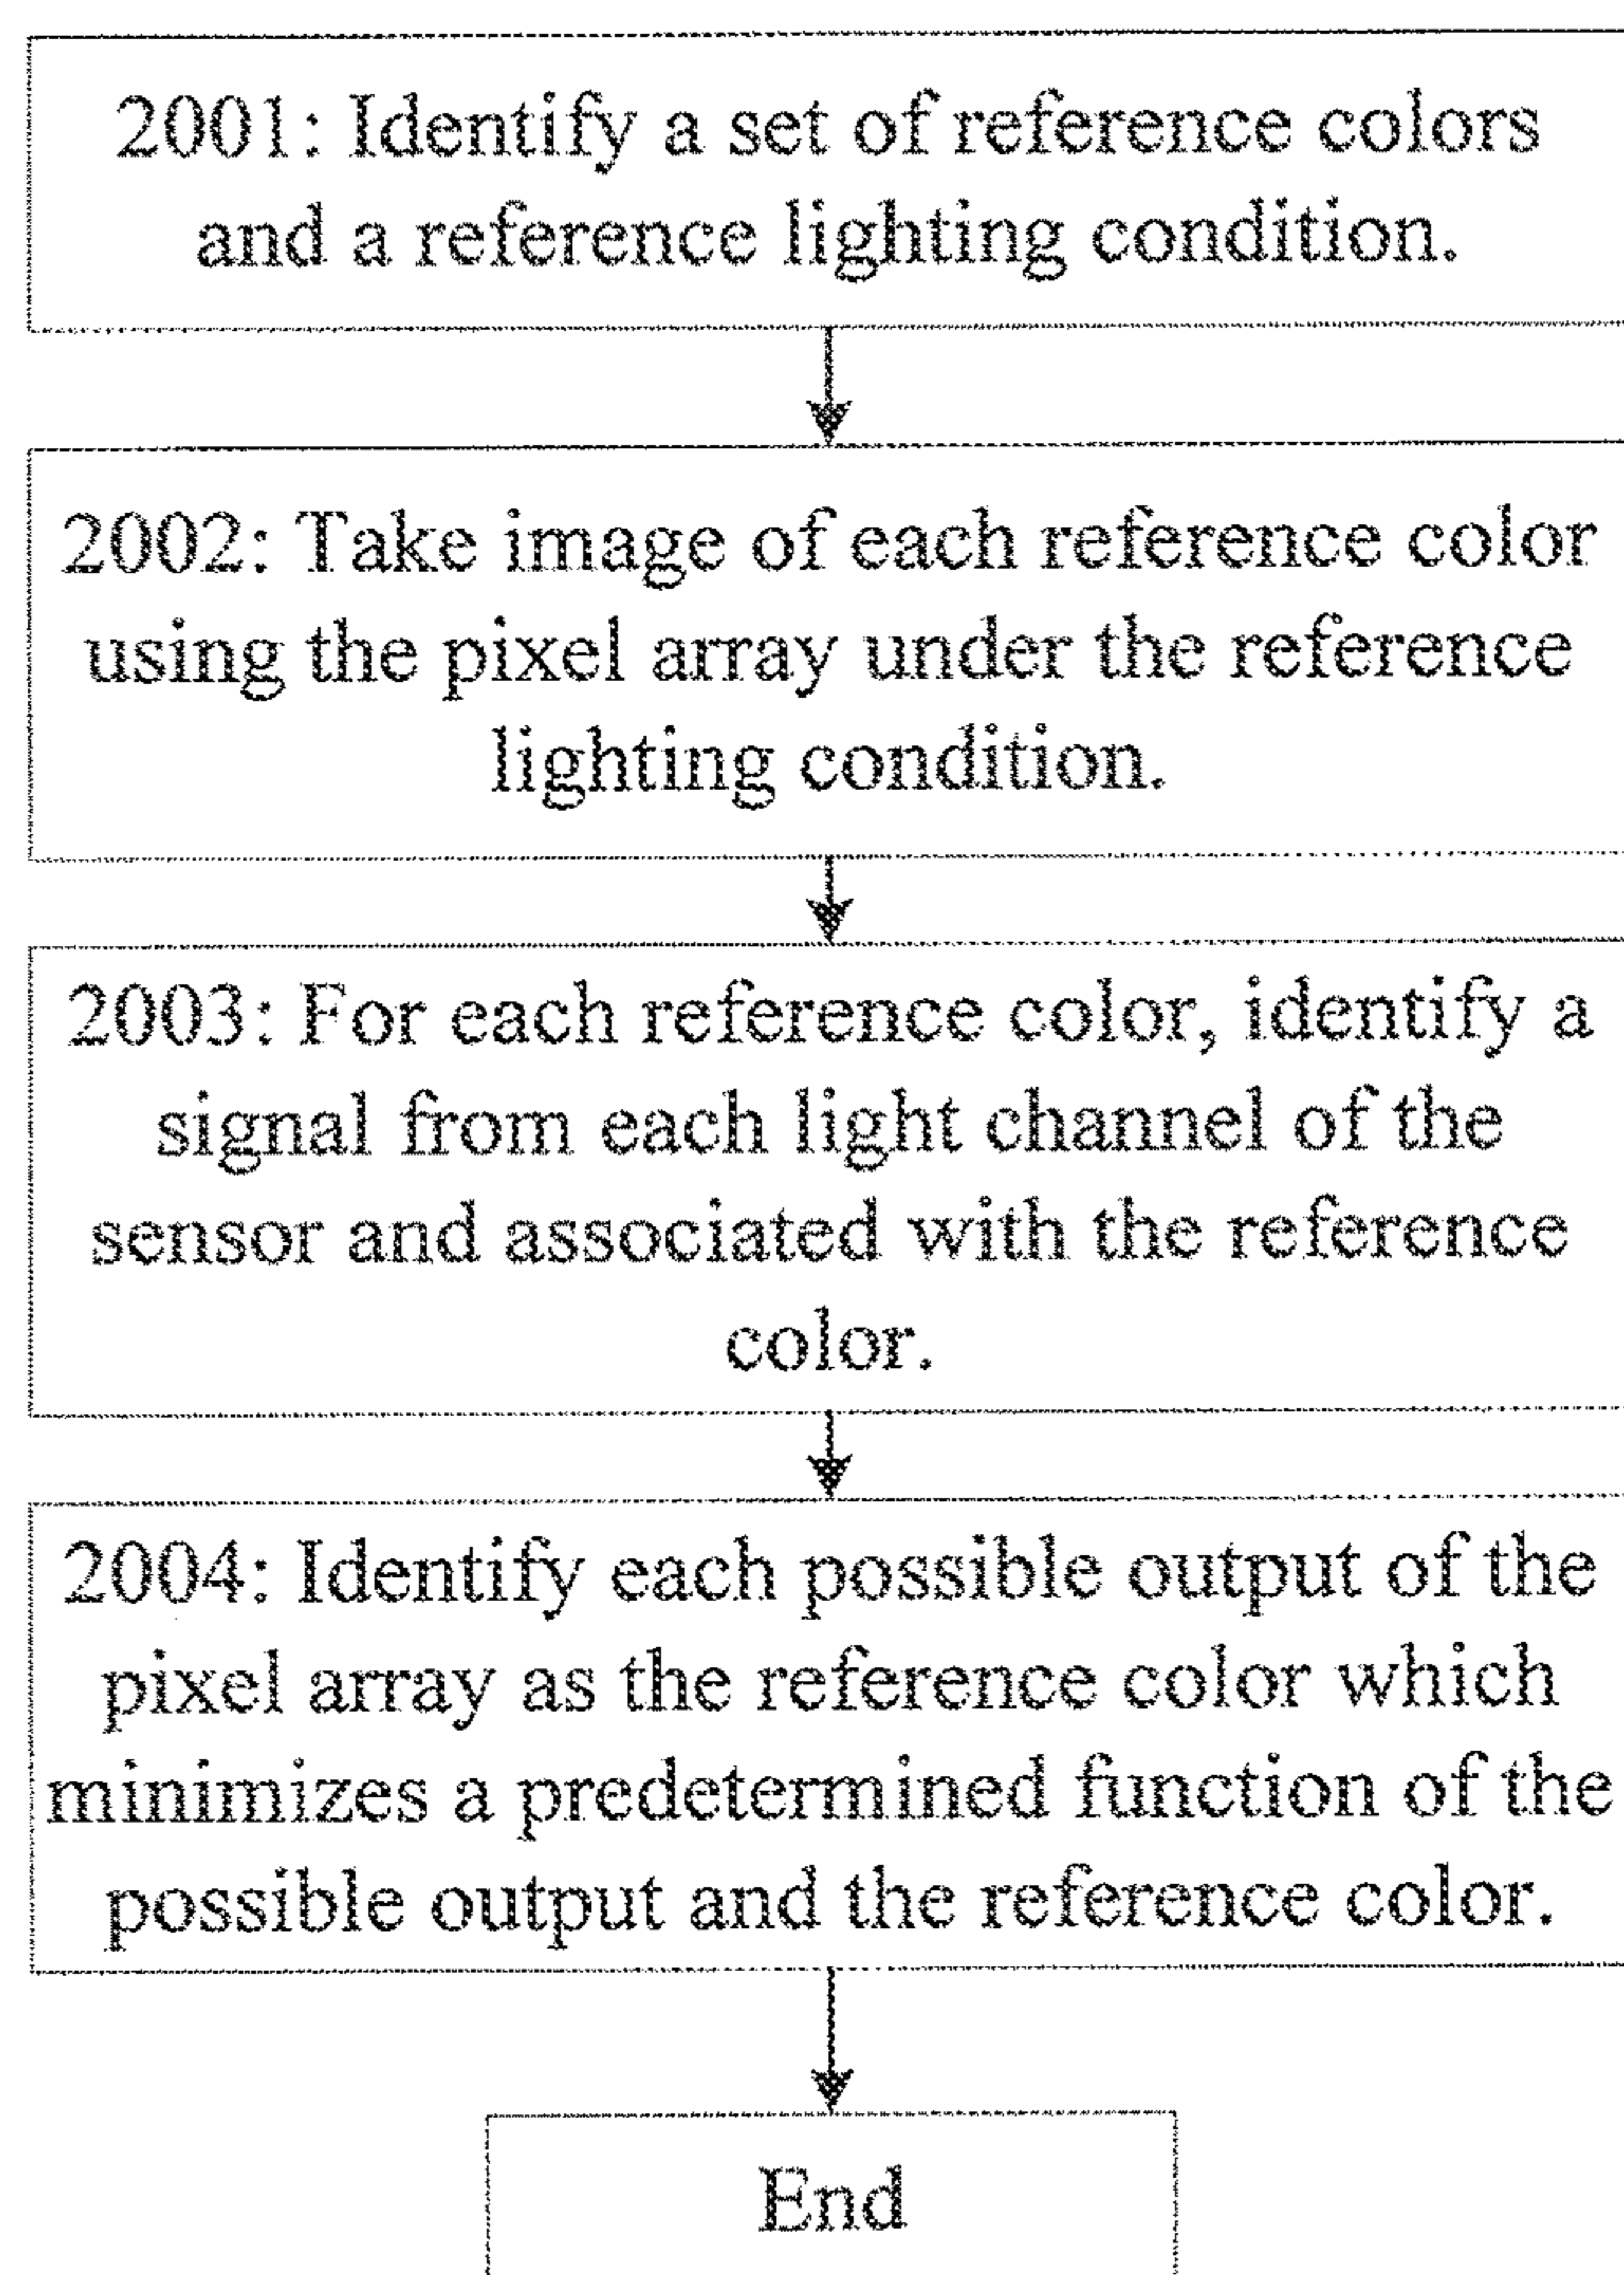 2001: Identify a set of reference colors
and a reference lighting condition.
2002: Take image of each reference color
using the pixel array under the reference
lighting condition.
2003: For each reference color, identify a
signal from each light channel of the
sensor and associated with the reference
color.
2004: Identify each possible output of the
pixel array as the reference color which
minimizes a predetermined function of the
possible output and the reference color.
End